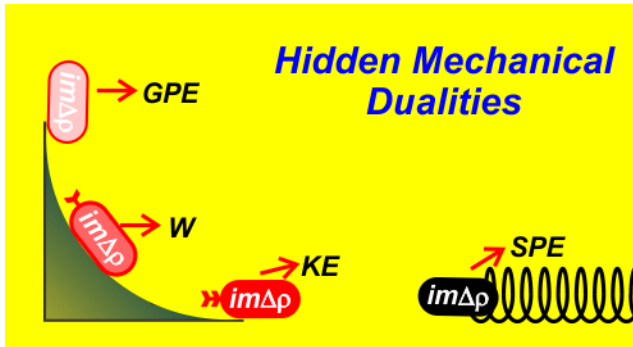 Hidden Mechanical
Dualities
imΔρ
GPE
imΔρ
W
imΔρ
KE
imΔρ
SPE